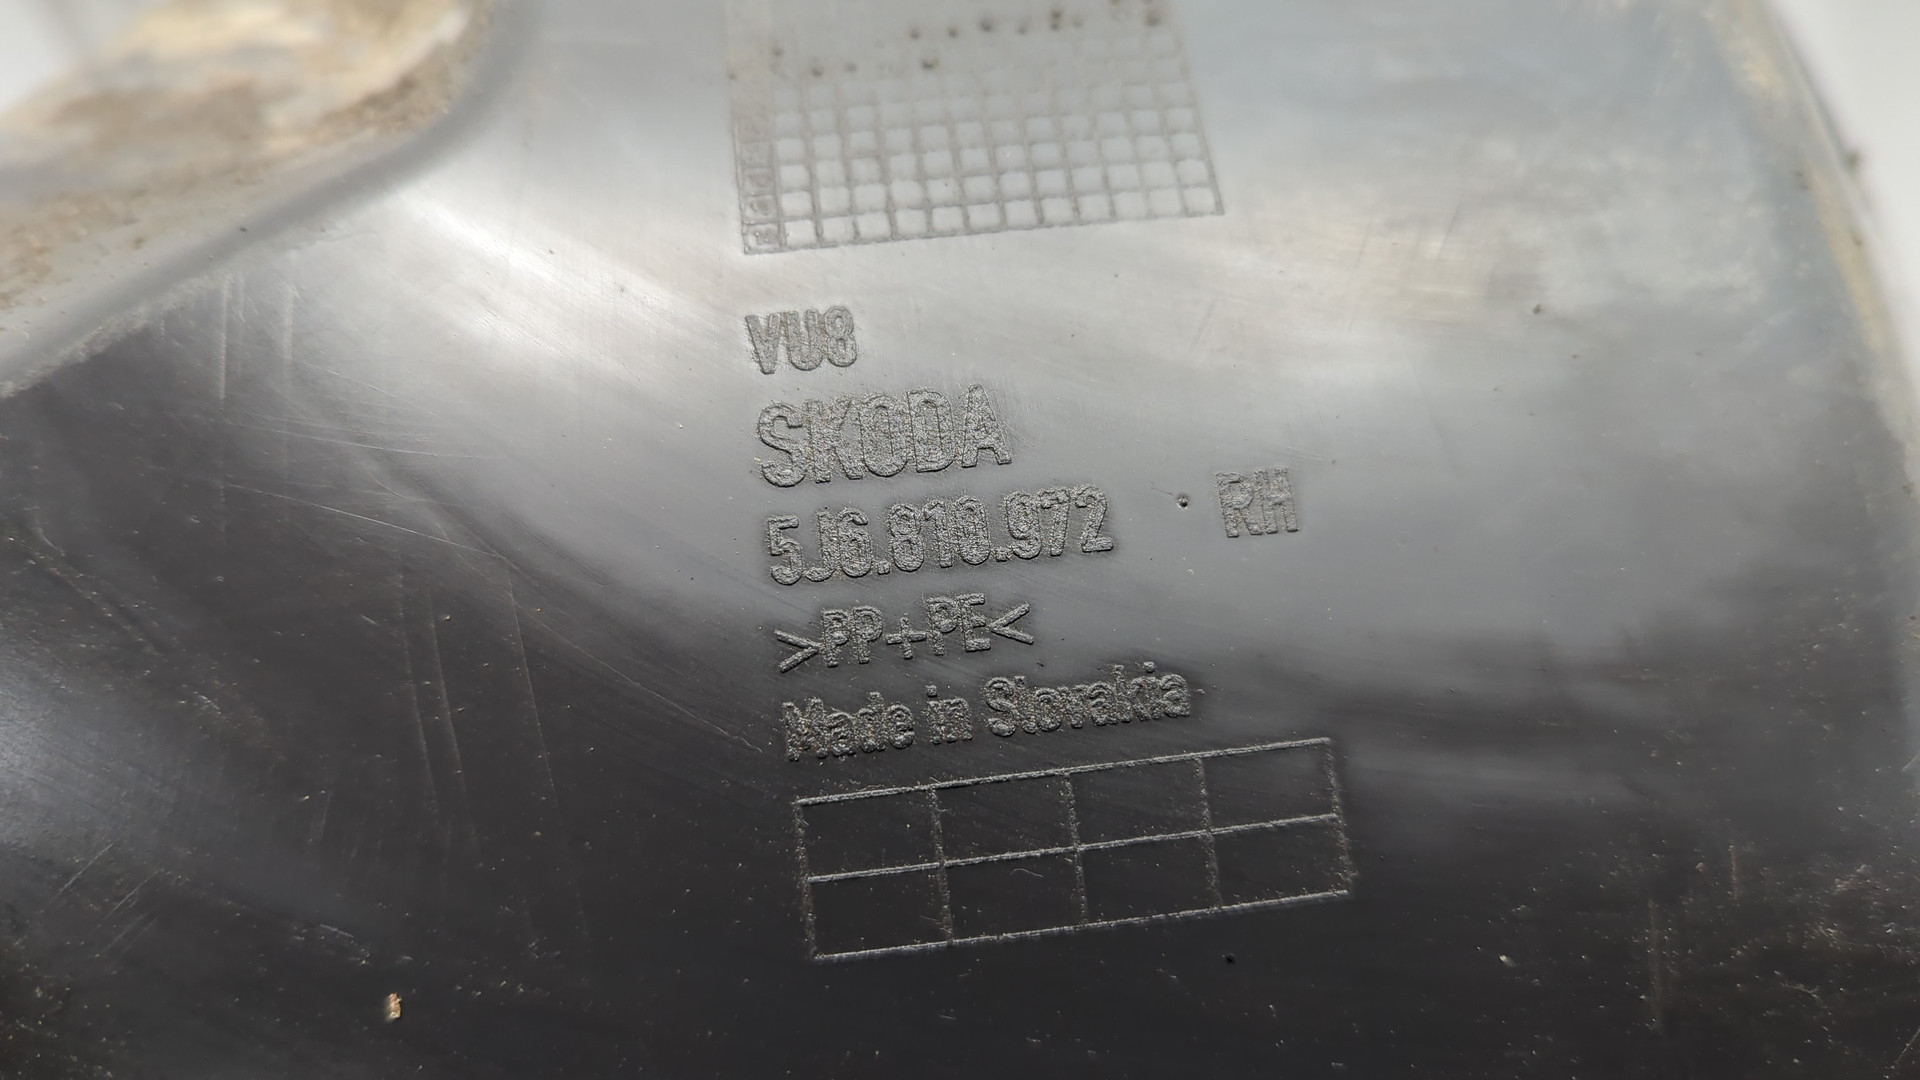 VU8
SKODA
5J6.810.972 RH
>PP+PE<
Made in Slovakia